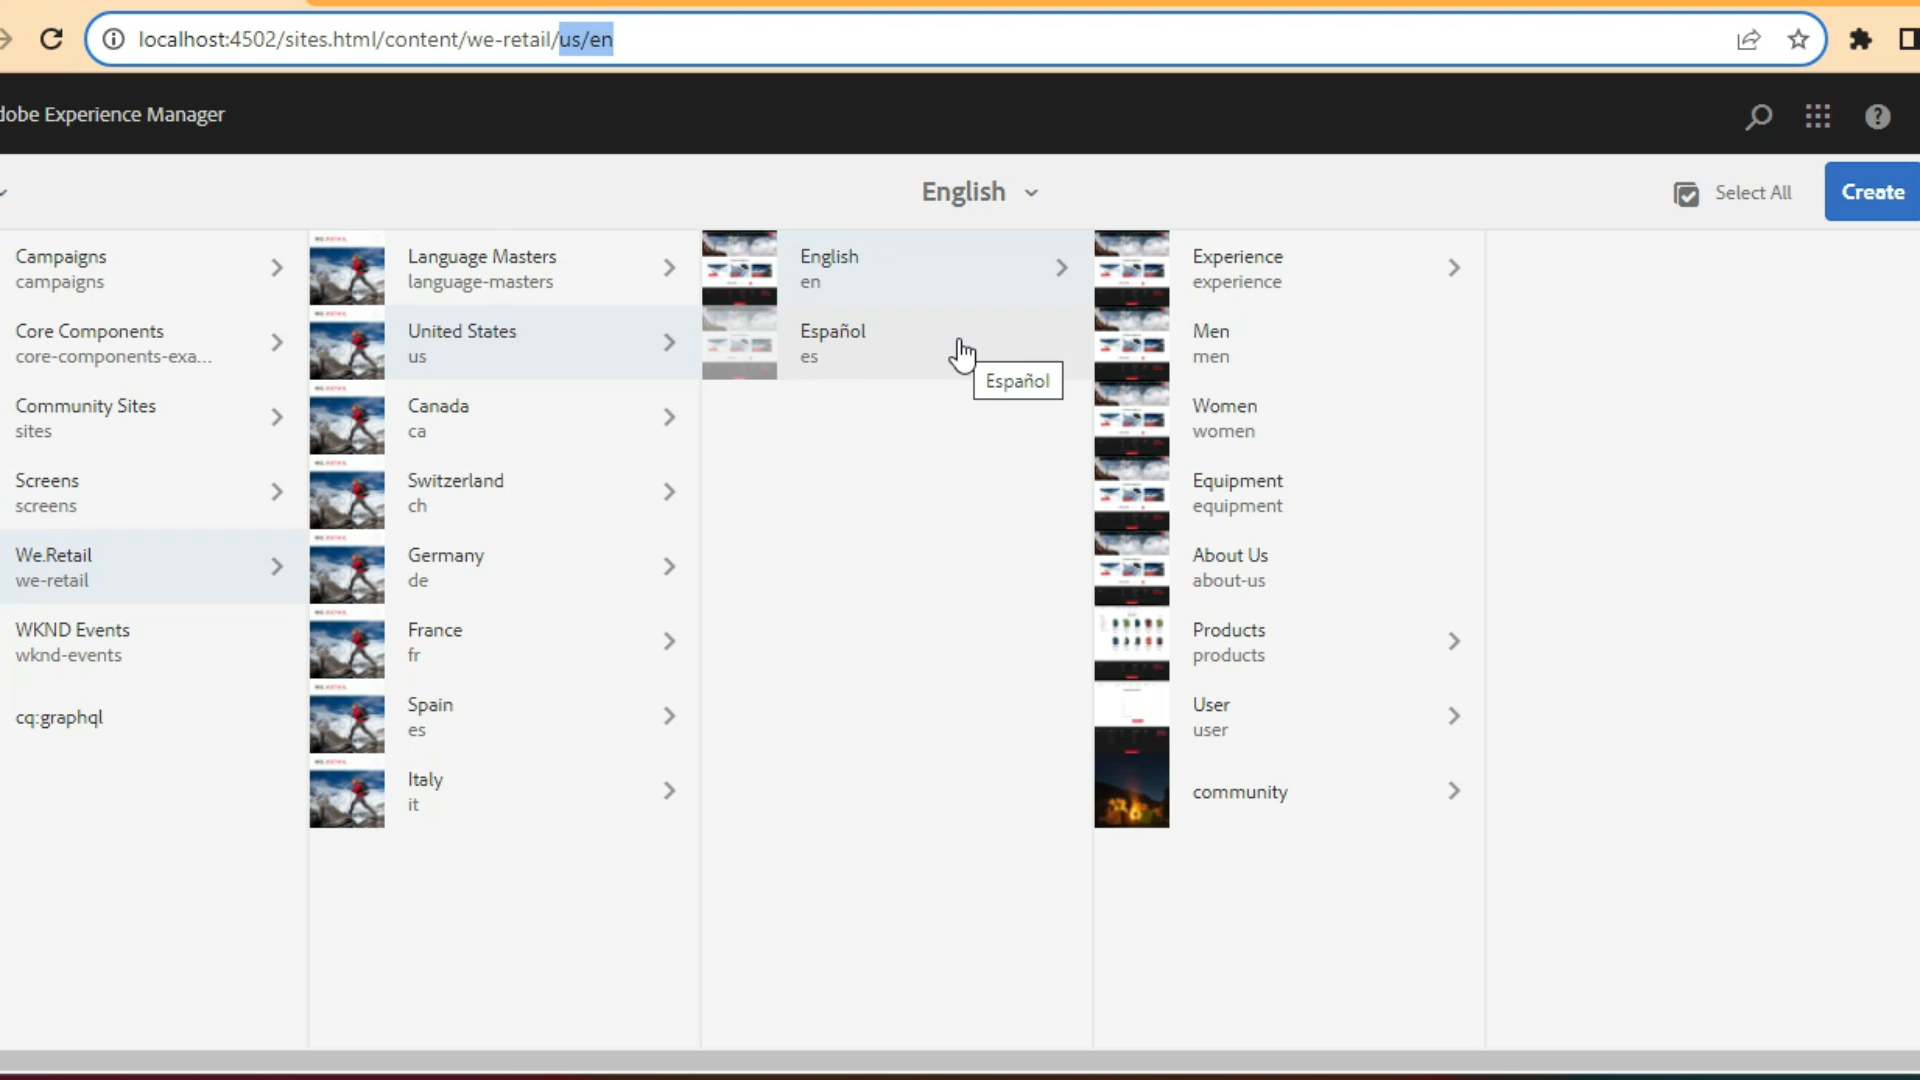 localhost:4502/sites.html/content/we-retail/us/en
dobe Experience Manager
English
Select All
Create
Campaigns
campaigns
Core Components
core-components-exa...
Community Sites
sites
Screens
screens
We.Retail
we-retail
WKND Events
wknd-events
cq:graphql
Language Masters
language-masters
United States
us
Canada
ca
Switzerland
ch
Germany
de
France
fr
Spain
es
Italy
it
English
en
Español
es
Español
Experience
experience
Men
men
Women
women
Equipment
equipment
About Us
about-us
Products
products
User
user
community